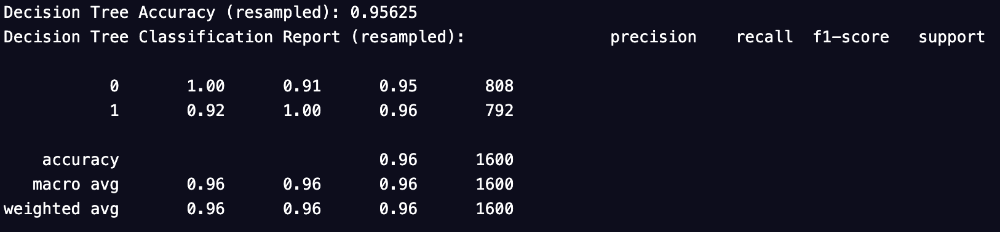 Decision Tree Accuracy (resampled): 0.95625
Decision Tree Classification Report (resampled):               precision    recall  f1-score   support
           0       1.00      0.91      0.95       808
           1       0.92      1.00      0.96       792
    accuracy                           0.96      1600
   macro avg       0.96      0.96      0.96      1600
weighted avg       0.96      0.96      0.96      1600